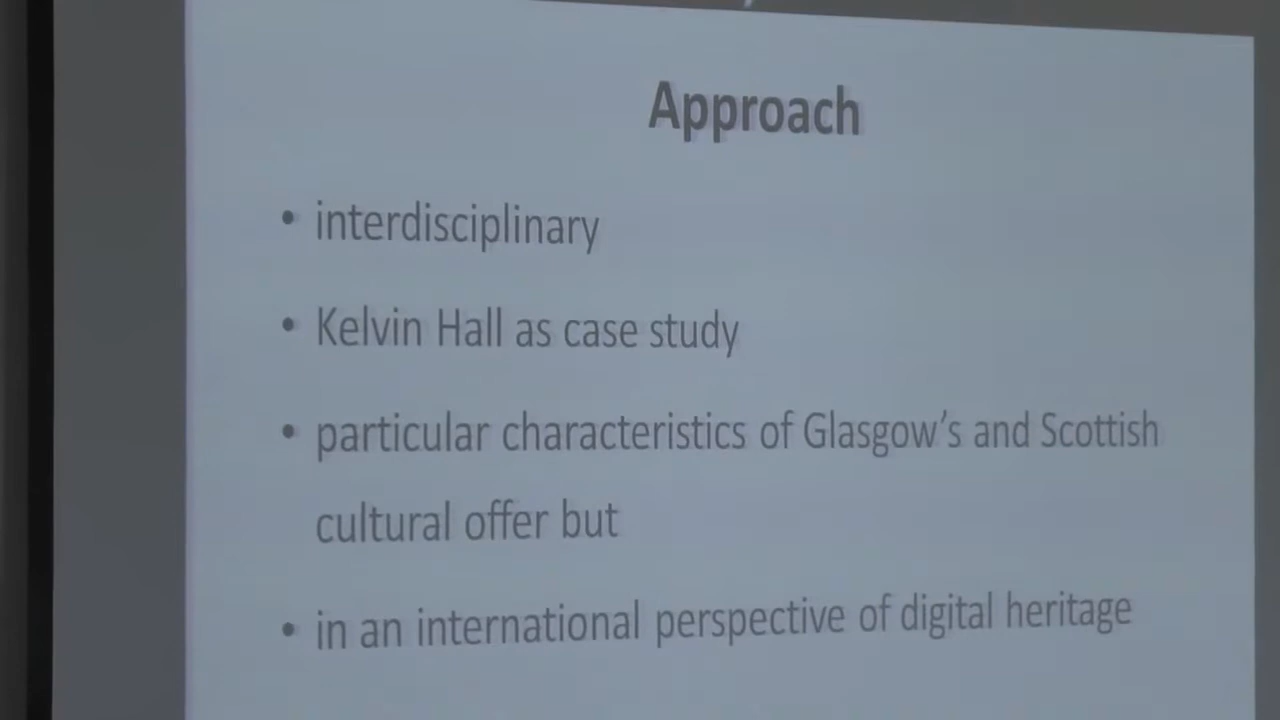 Approach
• interdisciplinary
• Kelvin Hall as case study
• particular characteristics of Glasgow's and Scottish
cultural offer but
• in an international perspective of digital heritage